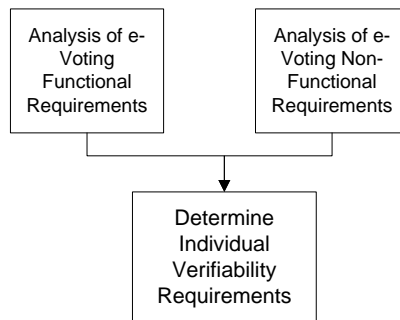 Analysis of e-
Voting
Functional
Requirements
Analysis of e-
Voting Non-
Functional
Requirements
Determine
Individual
Verifiability
Requirements